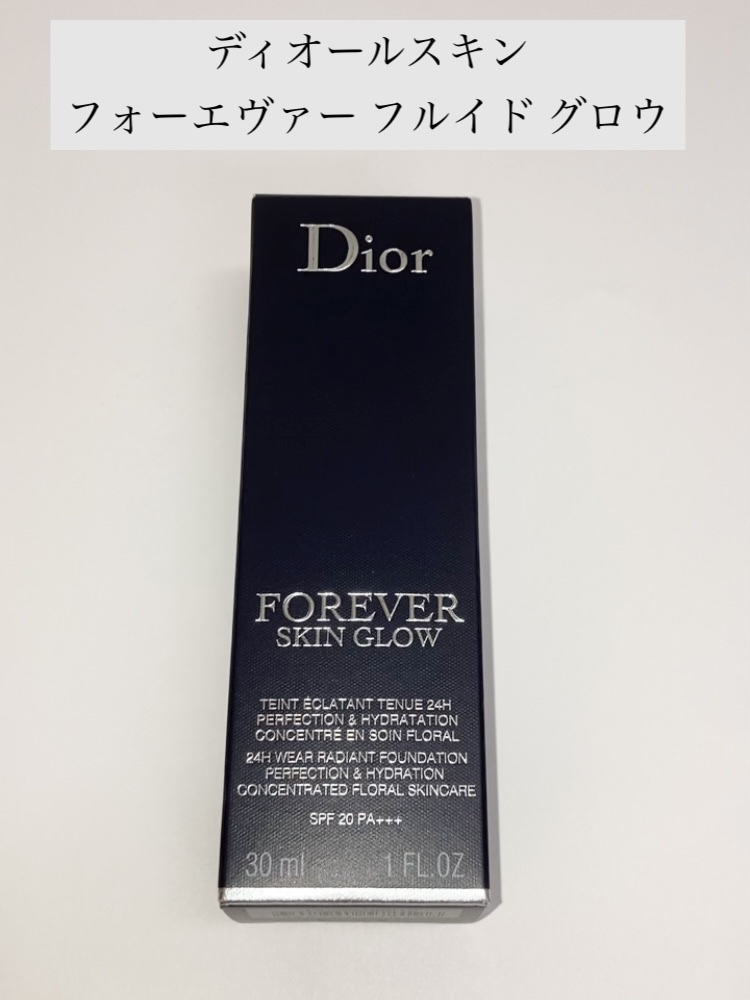 ディオールスキン
フォーエヴァー フルイド グロウ
Dior
FOREVER
SKIN GLOW
TEINT ÉCLATANT TENUE 24H
PERFECTION & HYDRATATION
CONCENTRÉ EN SOIN FLORAL
24H WEAR RADIANT FOUNDATION
PERFECTION & HYDRATION
CONCENTRATED FLORAL SKINCARE
SPF 20 PA+++
30 ml 1 FL.OZ